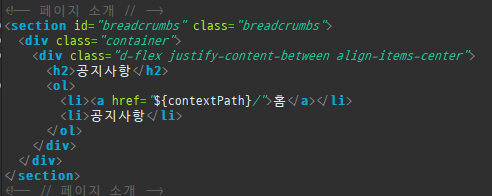 <!-- 페이지 소개 // -->
<section id="breadcrumbs" class="breadcrumbs">
<div class="container">
<div class="d-flex justify-content-between align-items-center">
<h2>공지사항</h2>
<ol>
<li><a href="${contextPath}/">홈</a></li>
<li>공지사항</li>
</ol>
</div>
</div>
</section>
<!-- // 페이지 소개 -->